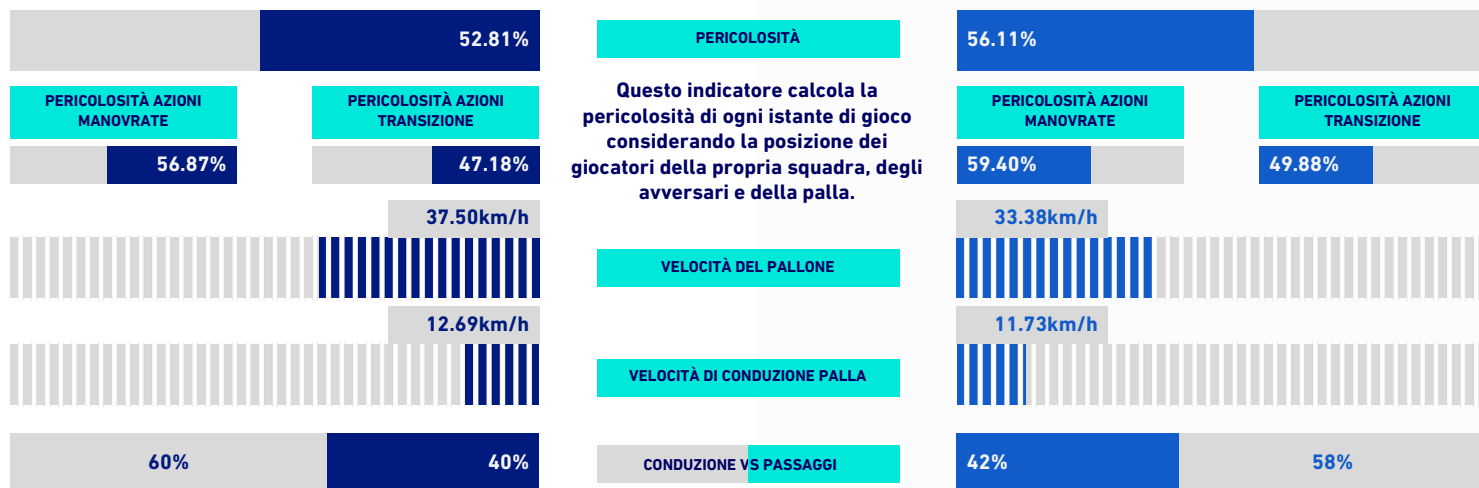 52.81%
PERICOLOSITÀ
56.11%
PERICOLOSITÀ AZIONI
MANOVRATE
PERICOLOSITÀ AZIONI
TRANSIZIONE
Questo indicatore calcola la
pericolosità di ogni istante di gioco
considerando la posizione dei
giocatori della propria squadra, degli
avversari e della palla.
PERICOLOSITÀ AZIONI
MANOVRATE
PERICOLOSITÀ AZIONI
TRANSIZIONE
56.87%
47.18%
59.40%
49.88%
37.50km/h
VELOCITÀ DEL PALLONE
33.38km/h
12.69km/h
VELOCITÀ DI CONDUZIONE PALLA
11.73km/h
60%
40%
CONDUZIONE VS PASSAGGI
42%
58%